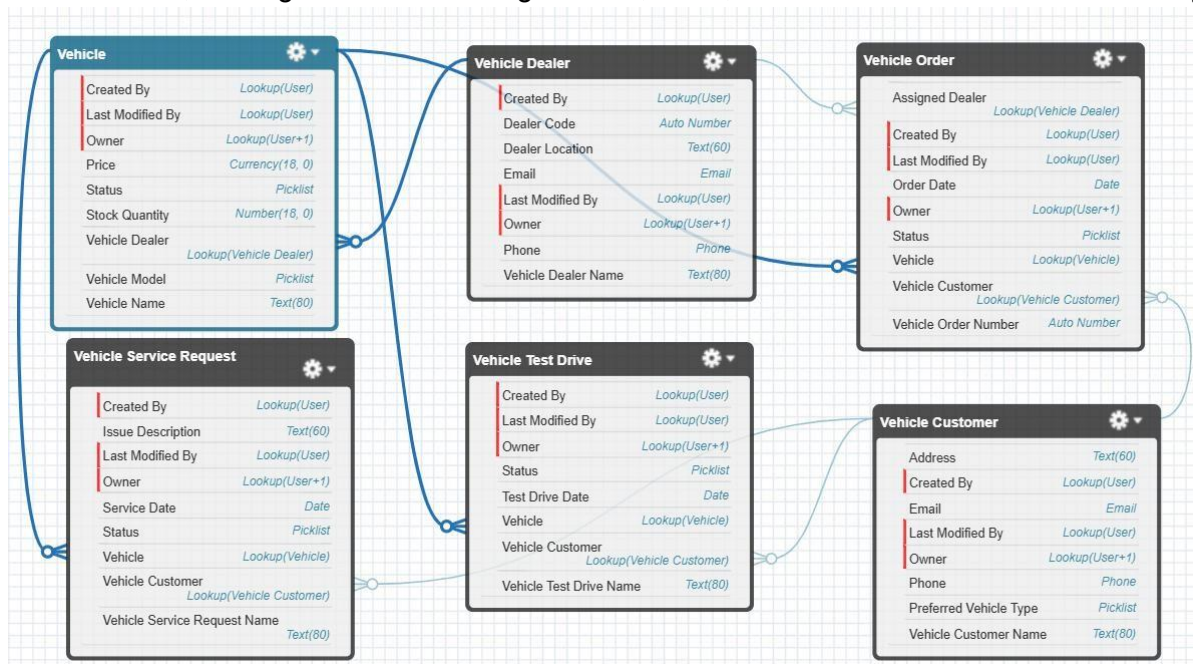 Vehicle
Created By Lookup(User)
Last Modified By Lookup(User)
Owner Lookup(User+1)
Price Currency(18, 0)
Status Picklist
Stock Quantity Number(18, 0)
Vehicle Dealer
Lookup(Vehicle Dealer)
Vehicle Model Picklist
Vehicle Name Text(80)
Vehicle Dealer
Created By Lookup(User)
Dealer Code Auto Number
Dealer Location Text(60)
Email Email
Last Modified By Lookup(User)
Owner Lookup(User+1)
Phone Phone
Vehicle Dealer Name Text(80)
Vehicle Order
Assigned Dealer
Lookup(Vehicle Dealer)
Created By Lookup(User)
Last Modified By Lookup(User)
Order Date Date
Owner Lookup(User+1)
Status Picklist
Vehicle Lookup(Vehicle)
Vehicle Customer
Lookup(Vehicle Customer)
Vehicle Order Number Auto Number
Vehicle Service Request
Created By Lookup(User)
Issue Description Text(60)
Last Modified By Lookup(User)
Owner Lookup(User+1)
Service Date Date
Status Picklist
Vehicle Lookup(Vehicle)
Vehicle Customer
Lookup(Vehicle Customer)
Vehicle Service Request Name
Text(80)
Vehicle Test Drive
Created By Lookup(User)
Last Modified By Lookup(User)
Owner Lookup(User+1)
Status Picklist
Test Drive Date Date
Vehicle Lookup(Vehicle)
Vehicle Customer
Lookup(Vehicle Customer)
Vehicle Test Drive Name Text(80)
Vehicle Customer
Address Text(60)
Created By Lookup(User)
Email Email
Last Modified By Lookup(User)
Owner Lookup(User+1)
Phone Phone
Preferred Vehicle Type Picklist
Vehicle Customer Name Text(80)